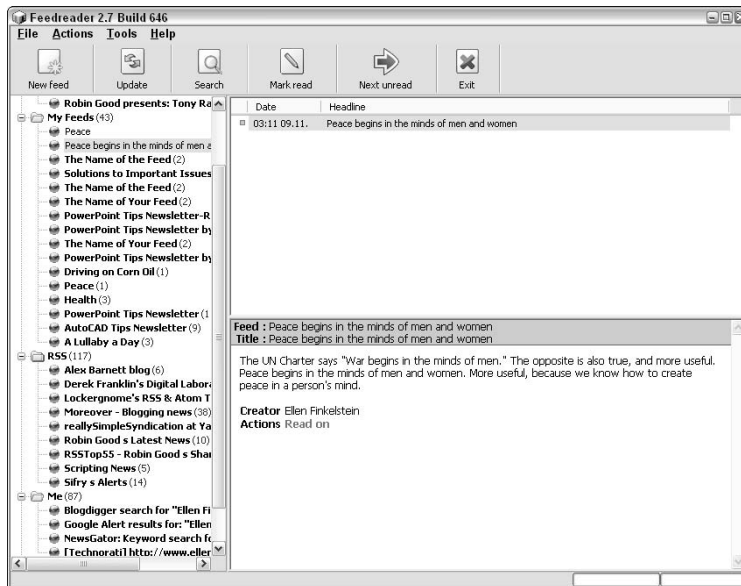 Feedreader 2.7 Build 646
File Actions Tools Help
New feed Update Search Mark read Next unread Exit
Robin Good presents: Tony Ra
My Feeds (43)
Peace
Peace begins in the minds of men a
The Name of the Feed (2)
Solutions to Important Issues
The Name of the Feed (2)
The Name of Your Feed (2)
PowerPoint Tips Newsletter-R
PowerPoint Tips Newsletter by
The Name of Your Feed (2)
PowerPoint Tips Newsletter by
Driving on Corn Oil (1)
Peace (1)
Health (3)
PowerPoint Tips Newsletter (1
AutoCAD Tips Newsletter (9)
A Lullaby a Day (3)
RSS (117)
Alex Barnett blog (6)
Derek Franklin's Digital Labora
Lockergnome's RSS & Atom T
Moreover - Blogging news (38)
reallySimpleSyndication at Ya
Robin Good s Latest News (10)
RSSTop55 - Robin Good s Shar
Scripting News (5)
Sifry s Alerts (14)
Me (87)
Blogdigger search for "Ellen Fi
Google Alert results for: "Ellen
NewsGator: Keyword search fo
[Technorati] http://www.eller
Date Headline
03:11 09.11. Peace begins in the minds of men and women
Feed : Peace begins in the minds of men and women
Title : Peace begins in the minds of men and women
The UN Charter says "War begins in the minds of men." The opposite is also true, and more useful.
Peace begins in the minds of men and women. More useful, because we know how to create
peace in a person's mind.
Creator Ellen Finkelstein
Actions Read on